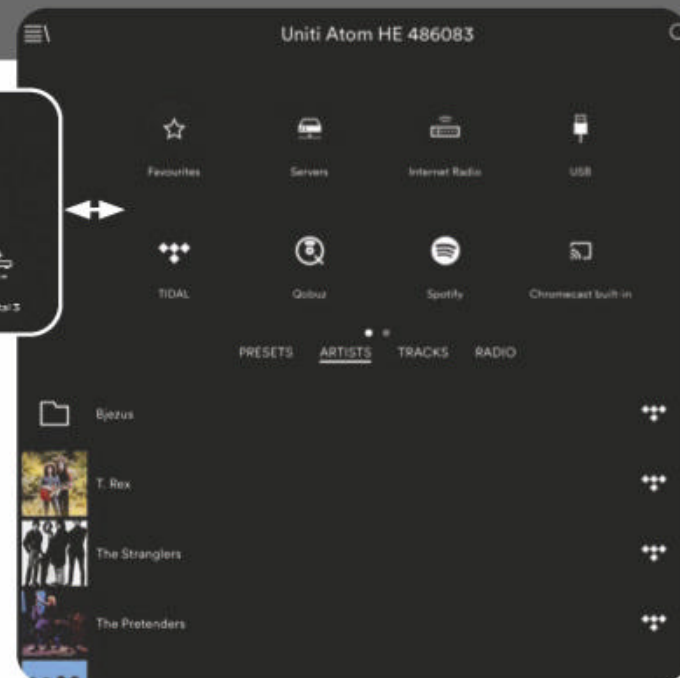 Uniti Atom HE 486083
Favourites
Servers
Internet Radio
USB
TIDAL
Qobuz
Spotify
Chromecast built-in
PRESETS ARTISTS TRACKS RADIO
Bjezus
T. Rex
The Stranglers
The Pretenders